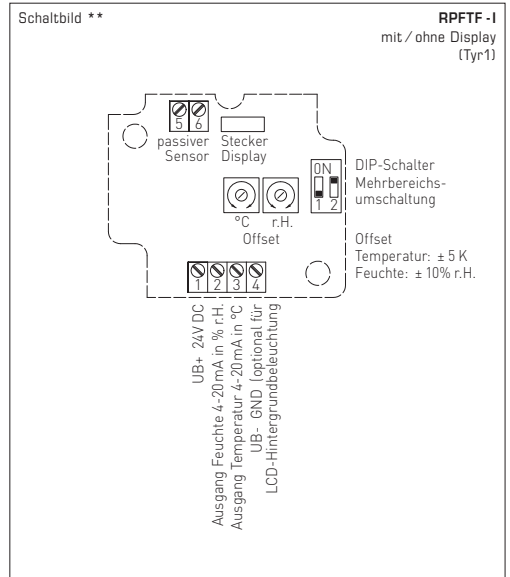 Schaltbild **
RPFTF - I
mit / ohne Display
(Tyr1)
5 6
passiver
Sensor
Stecker
Display
ON
1 2
DIP-Schalter
Mehrbereichs-
umschaltung
°C r.H.
Offset
Offset
Temperatur: ± 5 K
Feuchte: ± 10% r.H.
1 2 3 4
UB+ 24V DC
Ausgang Feuchte 4-20mA in % r.H.
Ausgang Temperatur 4-20mA in °C
UB- GND (optional für
LCD-Hintergrundbeleuchtung